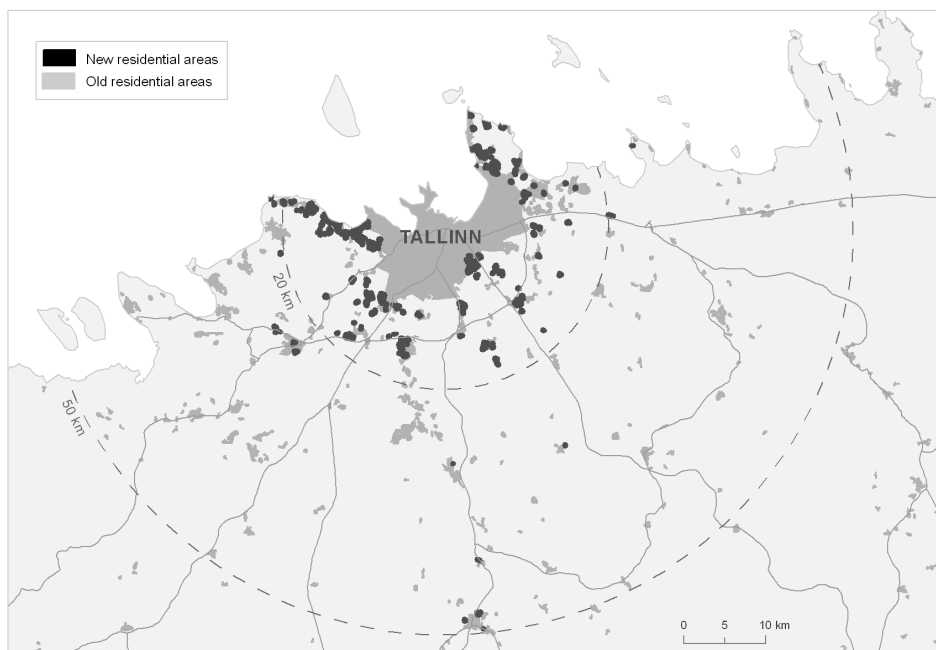 New residential areas
Old residential areas
TALLINN
20 km
50 km
0 5 10 km